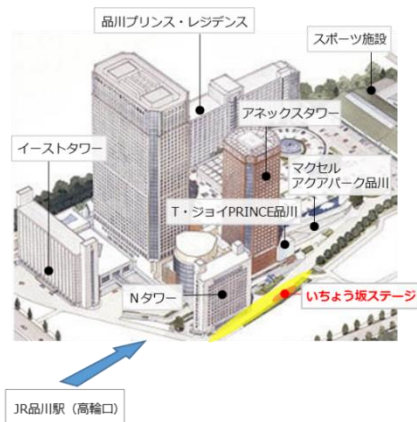 品川プリンス・レジデンス
スポーツ施設
アネックスタワー
イーストタワー
マクセル
アクアパーク品川
T・ジョイPRINCE品川
Nタワー
いちょう坂ステージ
JR品川駅（高輪口）